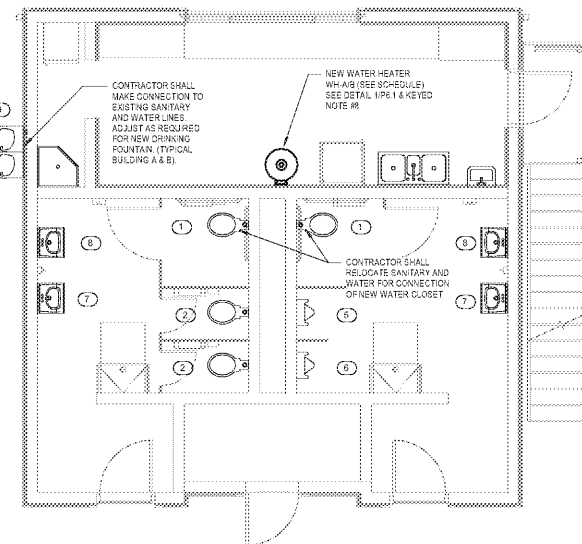 CONTRACTOR SHALL
MAKE CONNECTION TO
EXISTING SANITARY
AND WATER LINES.
ADJUST AS REQUIRED
FOR NEW DRINKING
FOUNTAIN. (TYPICAL
BUILDING A & B).
NEW WATER HEATER
WH-A/B (SEE SCHEDULE)
SEE DETAIL 1/P6.1 & KEYED
NOTE #8
1
1
8
8
CONTRACTOR SHALL
RELOCATE SANITARY AND
WATER FOR CONNECTION
OF NEW WATER CLOSET
7
7
2
5
2
6